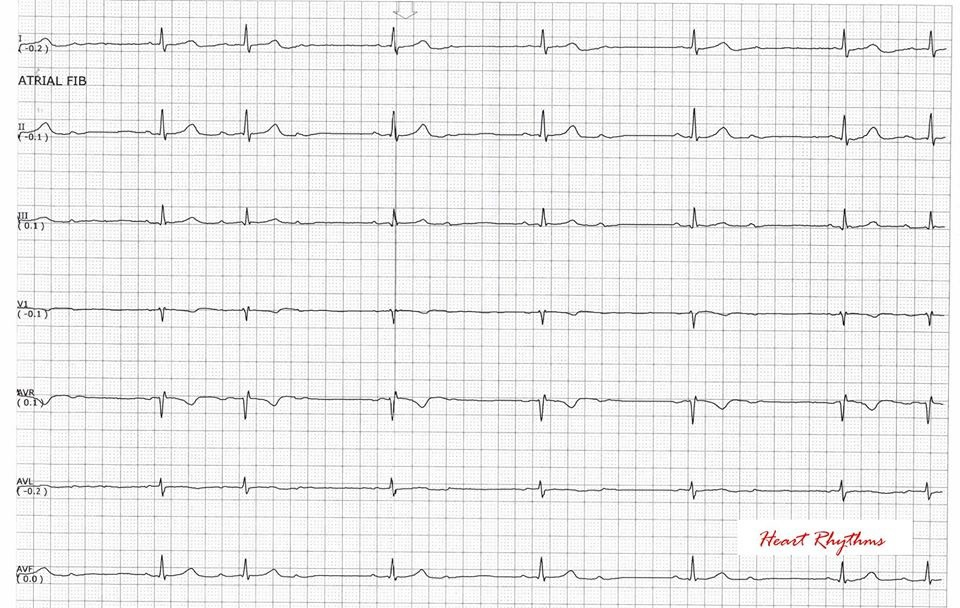 I
(-0.2)
ATRIAL FIB
II
(-0.1)
III
(0.1)
V1
(-0.1)
AVR
(0.1)
AVL
(-0.2)
Heart Rhythms
AVF
(0.0)